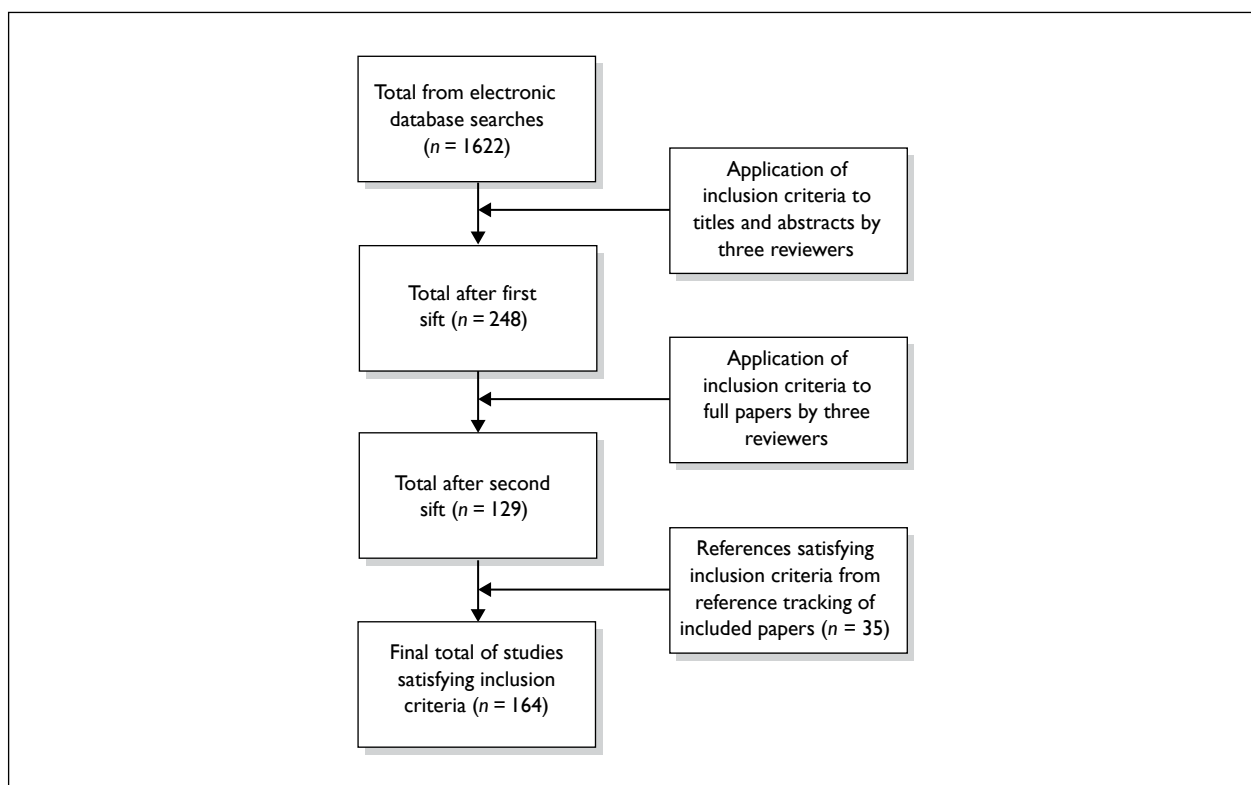 Total from electronic
database searches
(n = 1622)
Application of
inclusion criteria to
titles and abstracts by
three reviewers
Total after first
sift (n = 248)
Application of
inclusion criteria to
full papers by three
reviewers
Total after second
sift (n = 129)
References satisfying
inclusion criteria from
reference tracking of
included papers (n = 35)
Final total of studies
satisfying inclusion
criteria (n = 164)